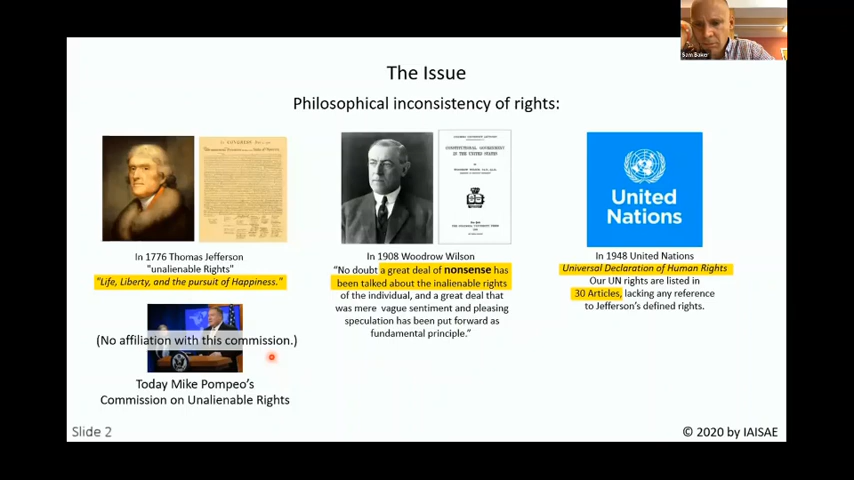 Sam Baker
The Issue
Philosophical inconsistency of rights:
IN CONGRESS, JULY 4, 1776.
In 1776 Thomas Jefferson
"unalienable Rights"
"Life, Liberty, and the pursuit of Happiness."
(No affiliation with this commission.)
Today Mike Pompeo's
Commission on Unalienable Rights
CONSTITUTIONAL GOVERNMENT
IN THE UNITED STATES
In 1908 Woodrow Wilson
"No doubt a great deal of nonsense has
been talked about the inalienable rights
of the individual, and a great deal that
was mere vague sentiment and pleasing
speculation has been put forward as
fundamental principle."
United
Nations
In 1948 United Nations
Universal Declaration of Human Rights
Our UN rights are listed in
30 Articles, lacking any reference
to Jefferson's defined rights.
Slide 2
© 2020 by IAISAE